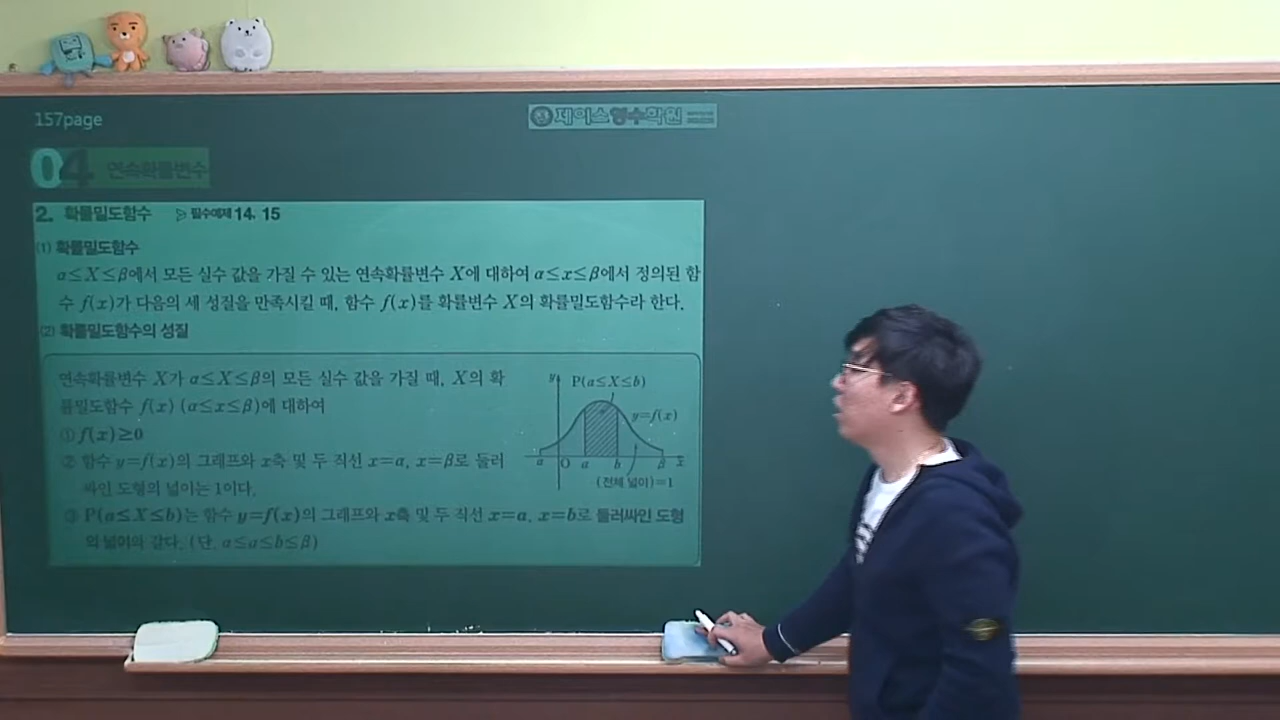 157page
제이스영수학원
04 연속확률변수
2. 확률밀도함수 ▷ 필수예제 14, 15
(1) 확률밀도함수
α≤X≤β에서 모든 실수 값을 가질 수 있는 연속확률변수 X에 대하여 α≤x≤β에서 정의된 함
수 f(x)가 다음의 세 성질을 만족시킬 때, 함수 f(x)를 확률변수 X의 확률밀도함수라 한다.
(2) 확률밀도함수의 성질
연속확률변수 X가 α≤X≤β의 모든 실수 값을 가질 때, X의 확
률밀도함수 f(x) (α≤x≤β)에 대하여
① f(x)≥0
② 함수 y=f(x)의 그래프와 x축 및 두 직선 x=α, x=β로 둘러
싸인 도형의 넓이는 1이다.
③ P(a≤X≤b)는 함수 y=f(x)의 그래프와 x축 및 두 직선 x=a, x=b로 둘러싸인 도형
의 넓이와 같다. (단, α≤a≤b≤β)
y P(a≤X≤b)
y=f(x)
α O a b β x
(전체 넓이)=1